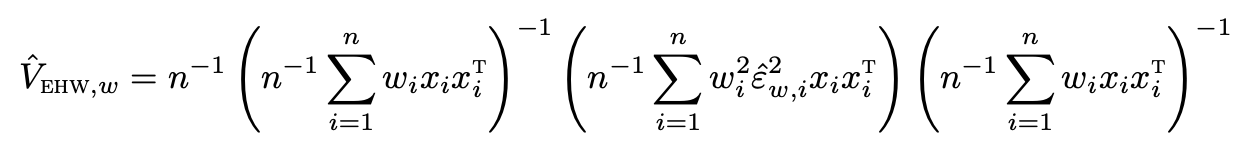 $\hat{V}_{\text{EHW},w} = n^{-1} \left( n^{-1} \sum_{i=1}^{n} w_i x_i x_i^{\text{T}} \right)^{-1} \left( n^{-1} \sum_{i=1}^{n} w_i^2 \hat{\varepsilon}_{w,i}^2 x_i x_i^{\text{T}} \right) \left( n^{-1} \sum_{i=1}^{n} w_i x_i x_i^{\text{T}} \right)^{-1}$